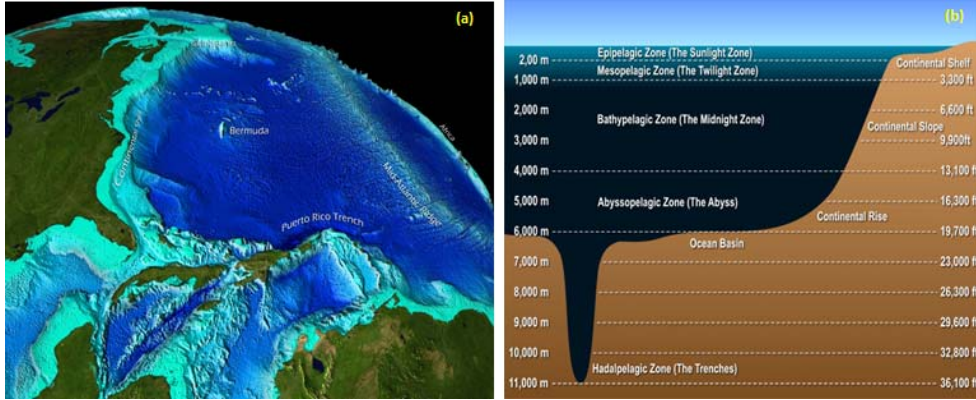 (a)
Bermuda
Continental Shelf
Africa
Mid-Atlantic Ridge
Puerto Rico Trench
(b)
Epipelagic Zone (The Sunlight Zone)
2,00 m
Continental Shelf
Mesopelagic Zone (The Twilight Zone)
1,000 m
3,300 ft
2,000 m
6,600 ft
Bathypelagic Zone (The Midnight Zone)
Continental Slope
3,000 m
9,900ft
4,000 m
13,100 ft
5,000 m
Abyssopelagic Zone (The Abyss)
16,300 ft
Continental Rise
6,000 m
19,700 ft
Ocean Basin
7,000 m
23,000 ft
8,000 m
26,300 ft
9,000 m
29,600 ft
10,000 m
32,800 ft
Hadalpelagic Zone (The Trenches)
11,000 m
36,100 ft